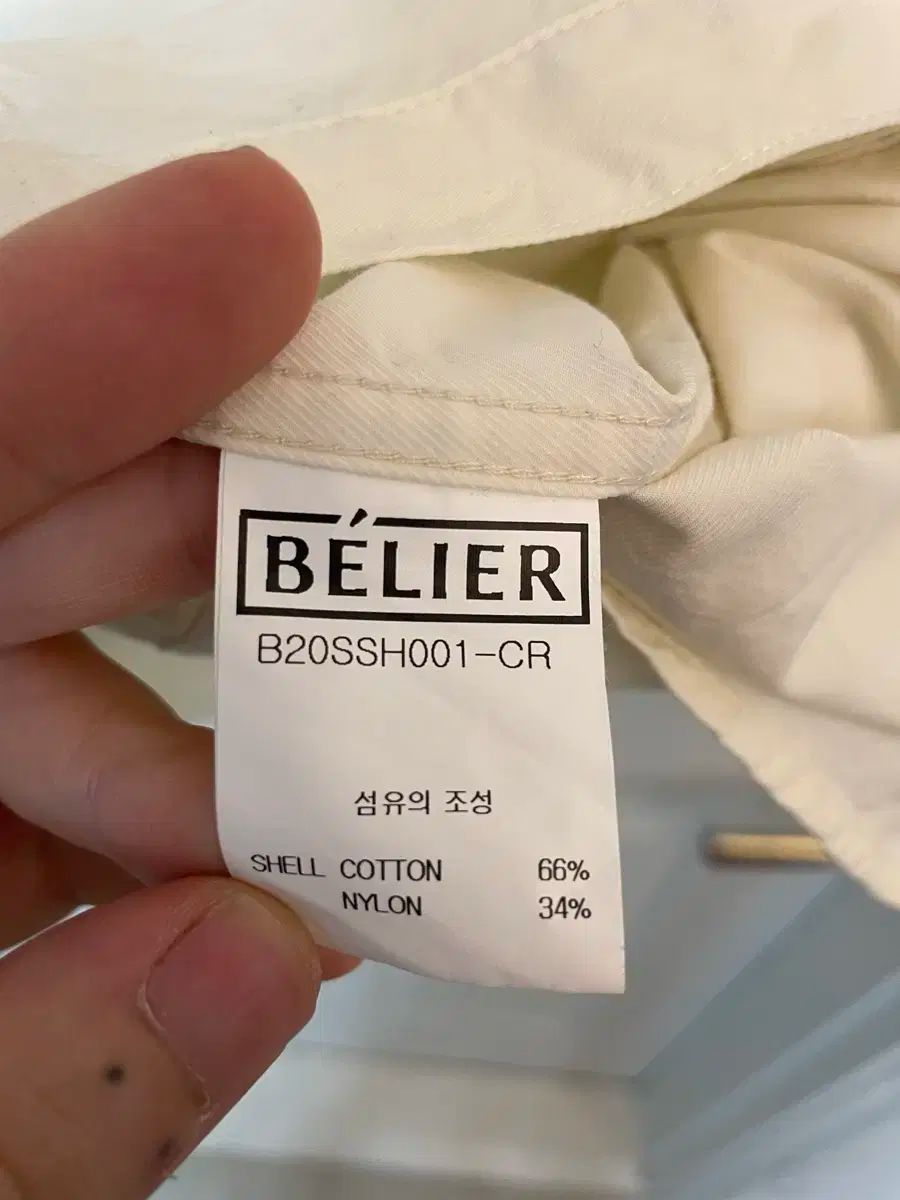 BÉLIER
B20SSH001-CR
섬유의 조성
SHELL COTTON 66%
NYLON 34%